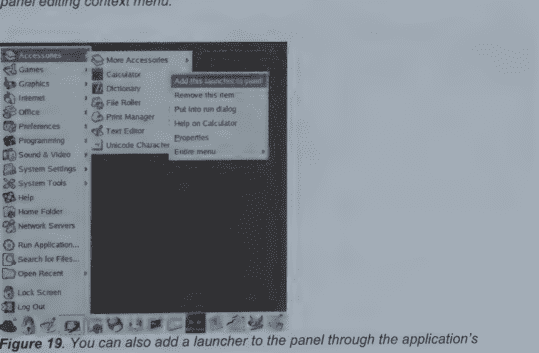 panel editing context menu.
Accessories
Games
Graphics
Internet
Office
Preferences
Programming
Sound & Video
System Settings
System Tools
Help
Home Folder
Network Servers
Run Application...
Search for Files...
Open Recent
Lock Screen
Log Out
More Accessories
Calculator
Dictionary
File Roller
Print Manager
Text Editor
Unicode Character
Add this launcher to panel
Remove this item
Put into run dialog
Help on Calculator
Properties
Entire menu
Figure 19. You can also add a launcher to the panel through the application's